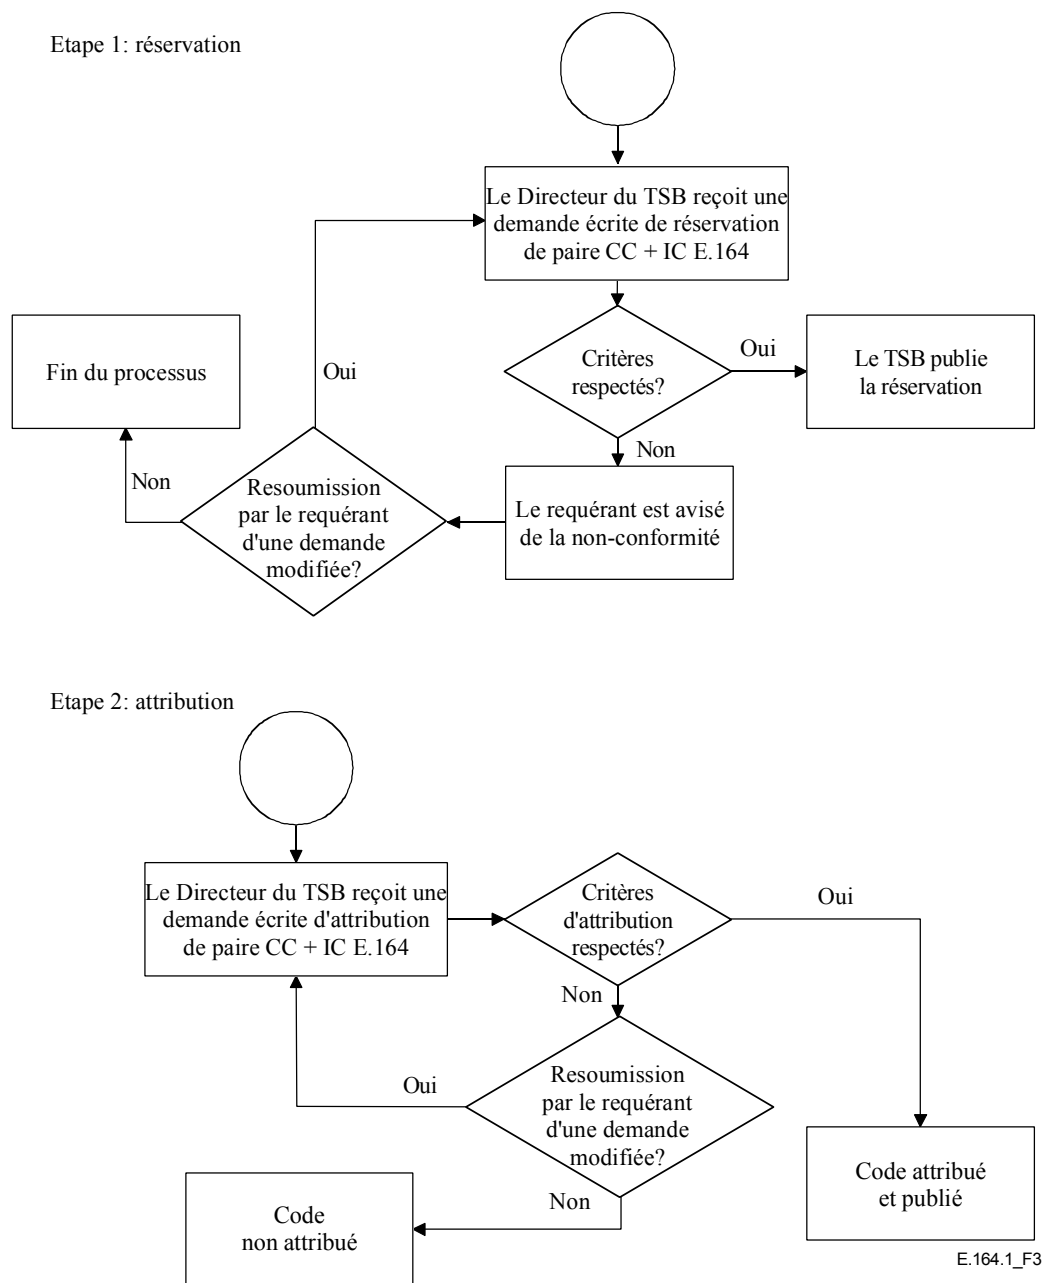 Etape 1: réservation
Le Directeur du TSB reçoit une
demande écrite de réservation
de paire CC + IC E.164
Critères
respectés?
Oui
Le TSB publie
la réservation
Non
Le requérant est avisé
de la non-conformité
Resoumission
par le requérant
d'une demande
modifiée?
Oui
Non
Fin du processus
Etape 2: attribution
Le Directeur du TSB reçoit une
demande écrite d'attribution
de paire CC + IC E.164
Critères
d'attribution
respectés?
Oui
Non
Resoumission
par le requérant
d'une demande
modifiée?
Oui
Non
Code
non attribué
Code attribué
et publié
E.164.1_F3